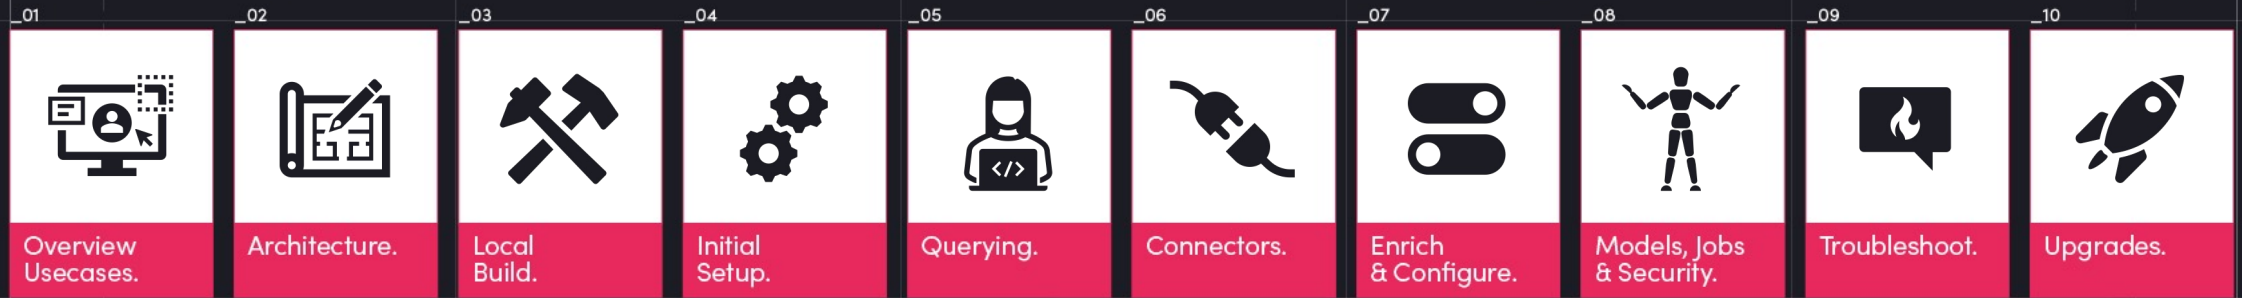 _01
_02
_03
_04
_05
_06
_07
_08
_09
_10
</>
Overview
Usecases.
Architecture.
Local
Build.
Initial
Setup.
Querying.
Connectors.
Enrich
& Configure.
Models, Jobs
& Security.
Troubleshoot.
Upgrades.